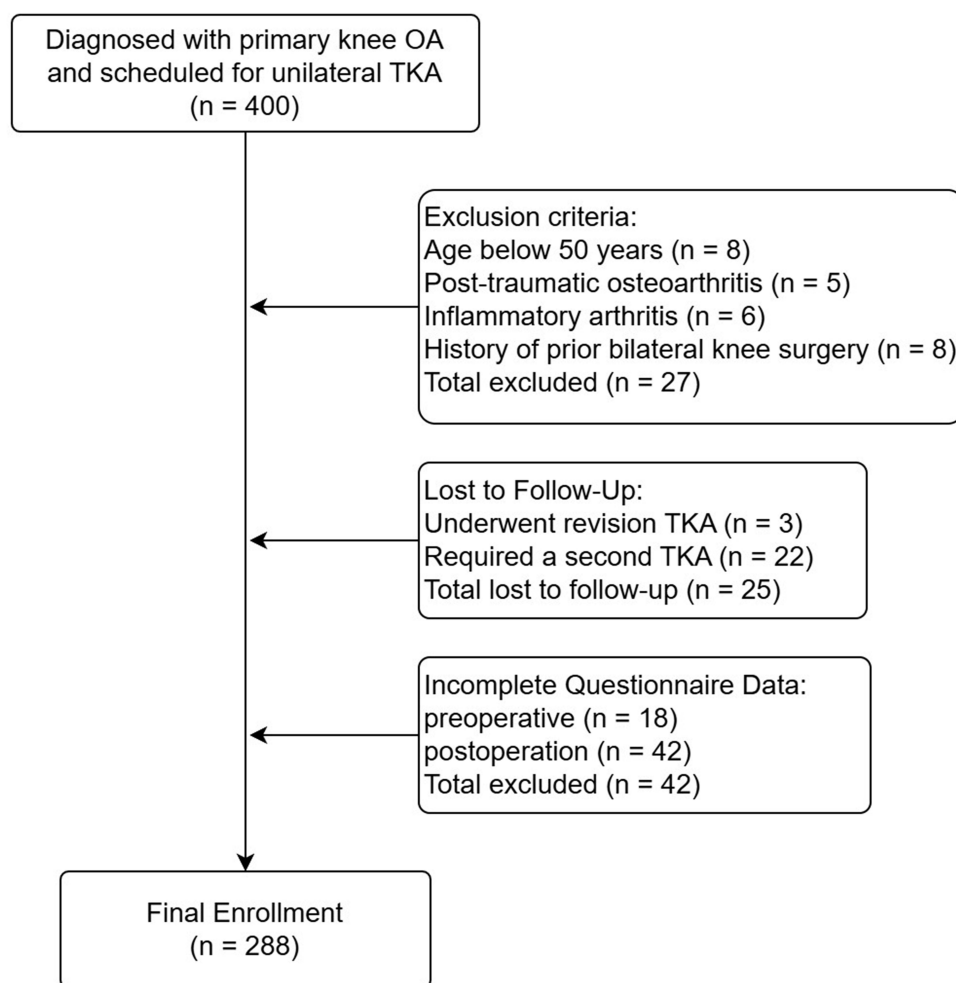 Diagnosed with primary knee OA
and scheduled for unilateral TKA
(n = 400)
Exclusion criteria:
Age below 50 years (n = 8)
Post-traumatic osteoarthritis (n = 5)
Inflammatory arthritis (n = 6)
History of prior bilateral knee surgery (n = 8)
Total excluded (n = 27)
Lost to Follow-Up:
Underwent revision TKA (n = 3)
Required a second TKA (n = 22)
Total lost to follow-up (n = 25)
Incomplete Questionnaire Data:
preoperative (n = 18)
postoperation (n = 42)
Total excluded (n = 42)
Final Enrollment
(n = 288)